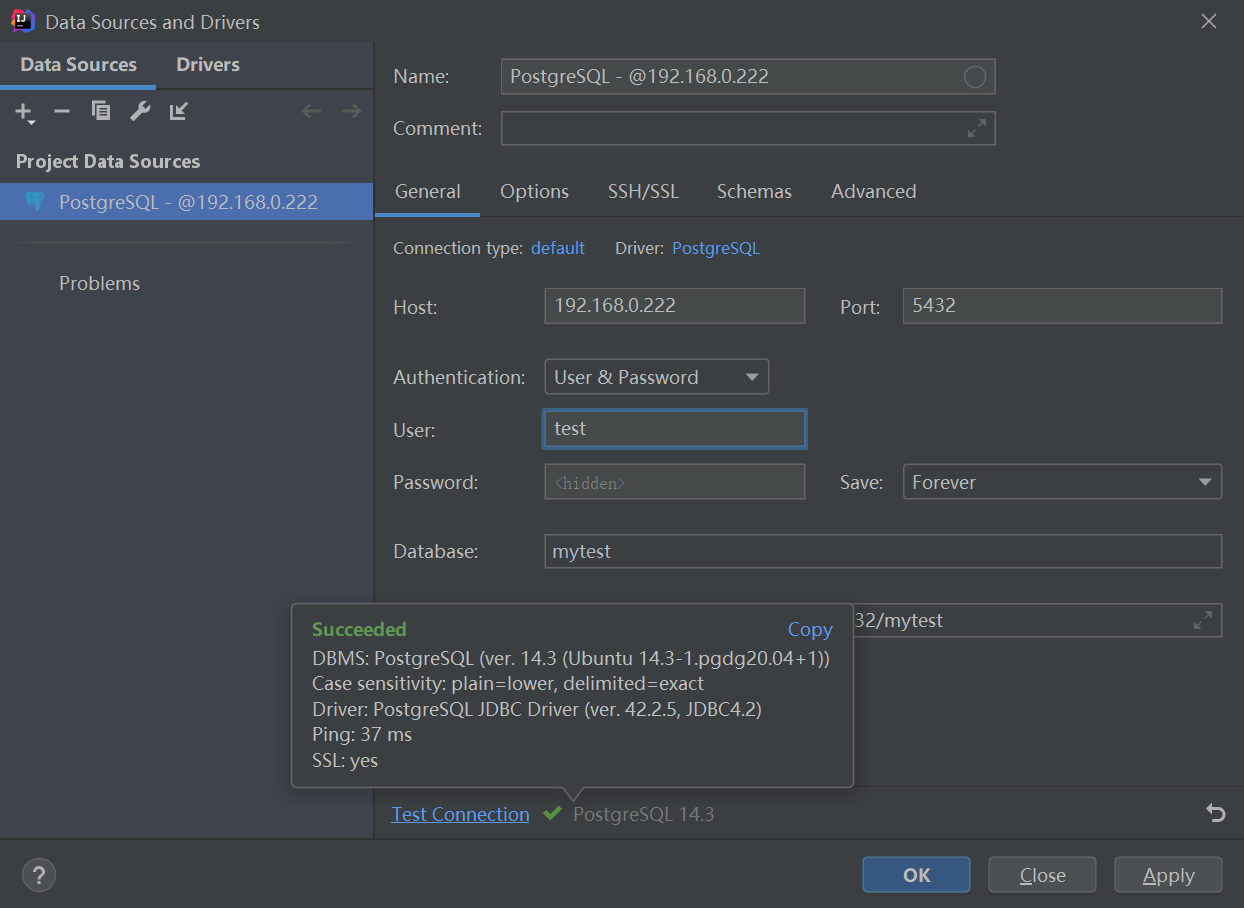 Data Sources and Drivers
Data Sources Drivers
Project Data Sources
PostgreSQL - @192.168.0.222
Problems
Name: PostgreSQL - @192.168.0.222
Comment:
General Options SSH/SSL Schemas Advanced
Connection type: default Driver: PostgreSQL
Host: 192.168.0.222 Port: 5432
Authentication: User & Password
User: test
Password: <hidden> Save: Forever
Database: mytest
32/mytest
Succeeded Copy
DBMS: PostgreSQL (ver. 14.3 (Ubuntu 14.3-1.pgdg20.04+1))
Case sensitivity: plain=lower, delimited=exact
Driver: PostgreSQL JDBC Driver (ver. 42.2.5, JDBC4.2)
Ping: 37 ms
SSL: yes
Test Connection PostgreSQL 14.3
? OK Close Apply